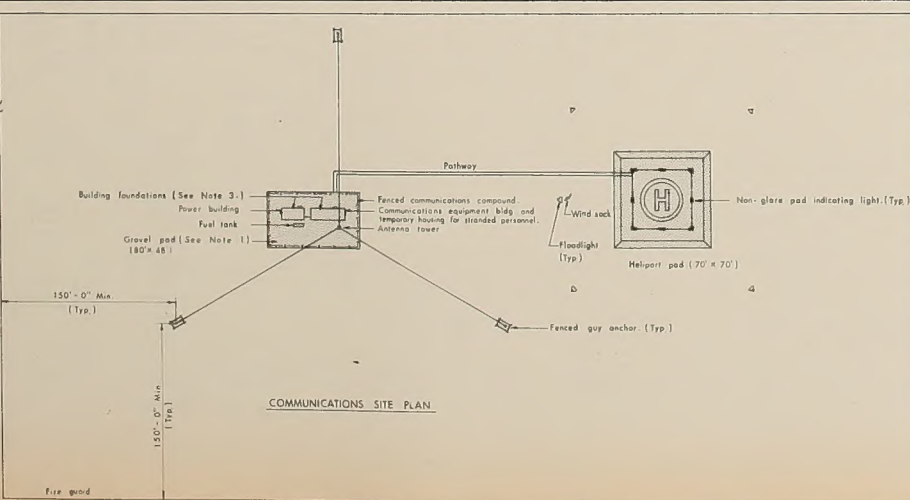 Pathway
Building foundations (See Note 3.)
Power building
Fuel tank
Gravel pad (See Note 1)
(80' x 48')
Fenced communications compound.
Communications equipment bldg. and
temporary housing for stranded personnel.
Antenna tower
Wind sock
Floodlight
(Typ.)
H
Non-glare pad indicating light. (Typ.)
Heliport pad (70' x 70')
150'-0" Min.
(Typ.)
Fenced guy anchor. (Typ.)
150'-0" Min
(Typ.)
COMMUNICATIONS SITE PLAN
Fire guard